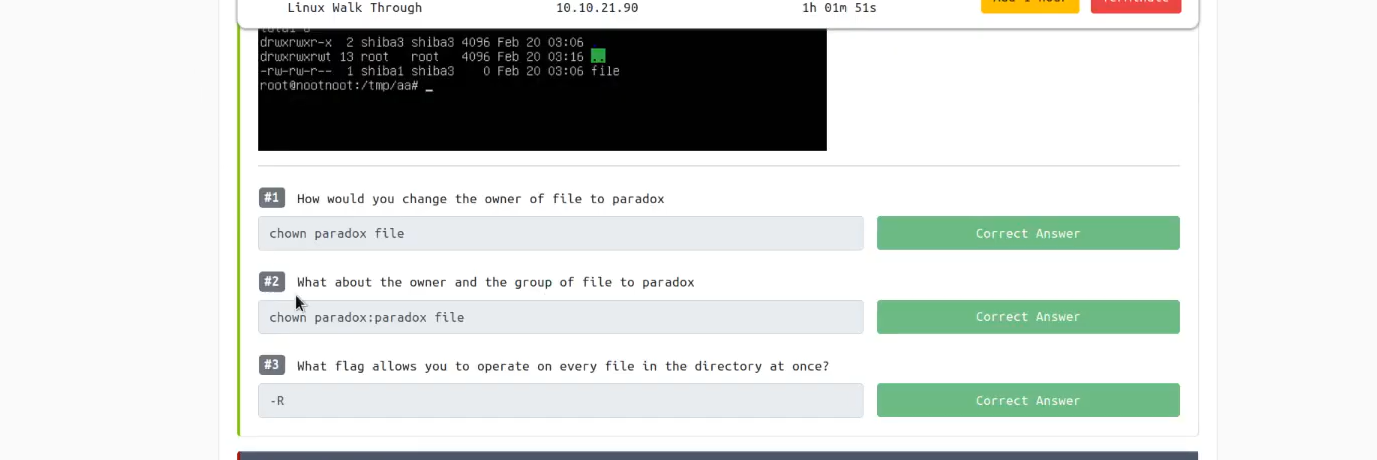 Linux Walk Through 10.10.21.90 1h 01m 51s
drwxrwxr-x  2 shiba3 shiba3 4096 Feb 20 03:06
drwxrwxrwt 13 root   root   4096 Feb 20 03:16 ..
-rw-rw-r--  1 shiba1 shiba3    0 Feb 20 03:06 file
root@nootnoot:/tmp/aa# _
#1 How would you change the owner of file to paradox
chown paradox file Correct Answer
#2 What about the owner and the group of file to paradox
chown paradox:paradox file Correct Answer
#3 What flag allows you to operate on every file in the directory at once?
-R Correct Answer